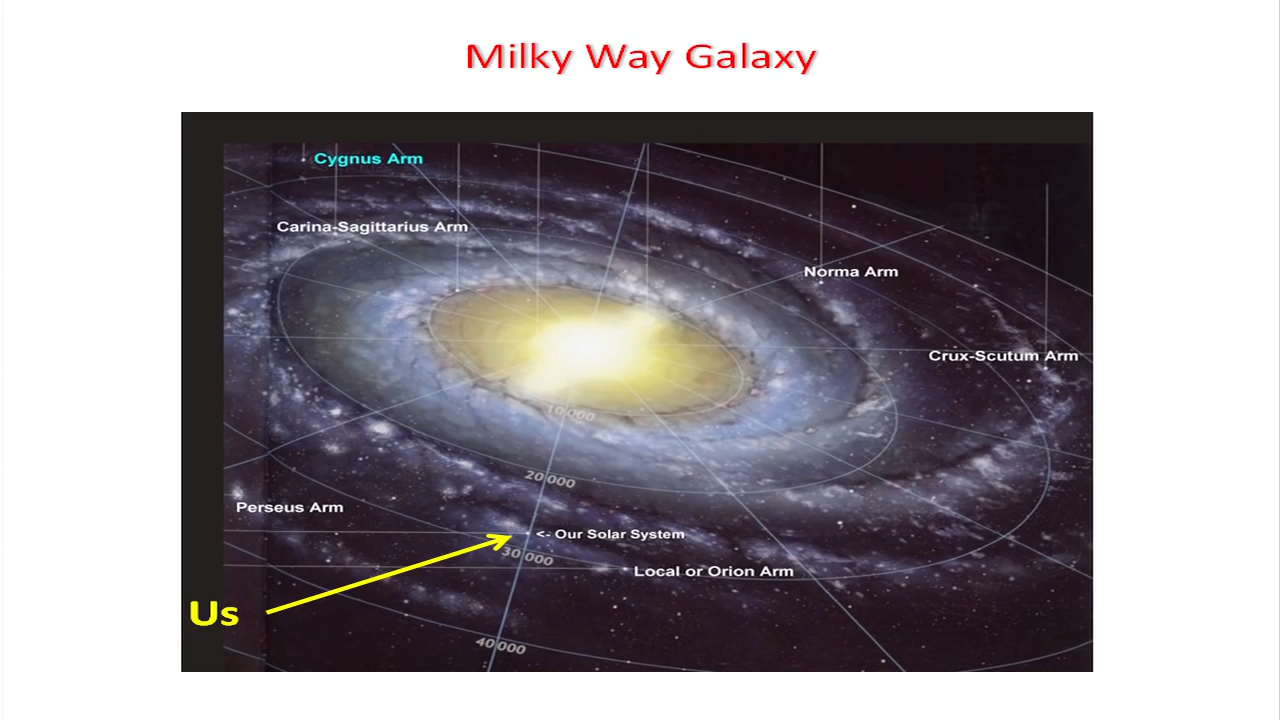 Milky Way Galaxy
Cygnus Arm
Carina-Sagittarius Arm
Norma Arm
Crux-Scutum Arm
10 000
20 000
Perseus Arm
<- Our Solar System
30 000
Local or Orion Arm
Us
40 000